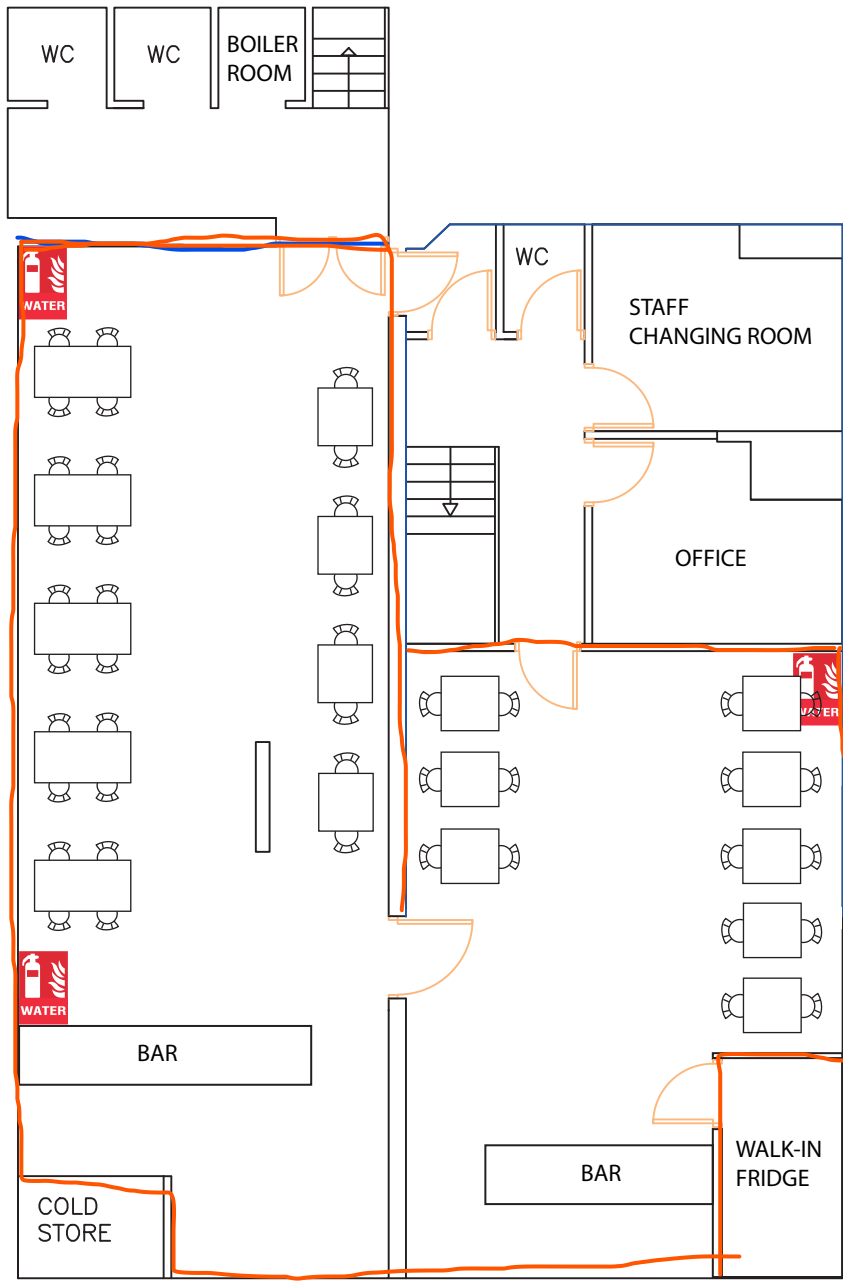 WC
WC
BOILER
ROOM
WC
STAFF
CHANGING ROOM
WATER
OFFICE
WATER
WATER
BAR
BAR
WALK-IN
FRIDGE
COLD
STORE